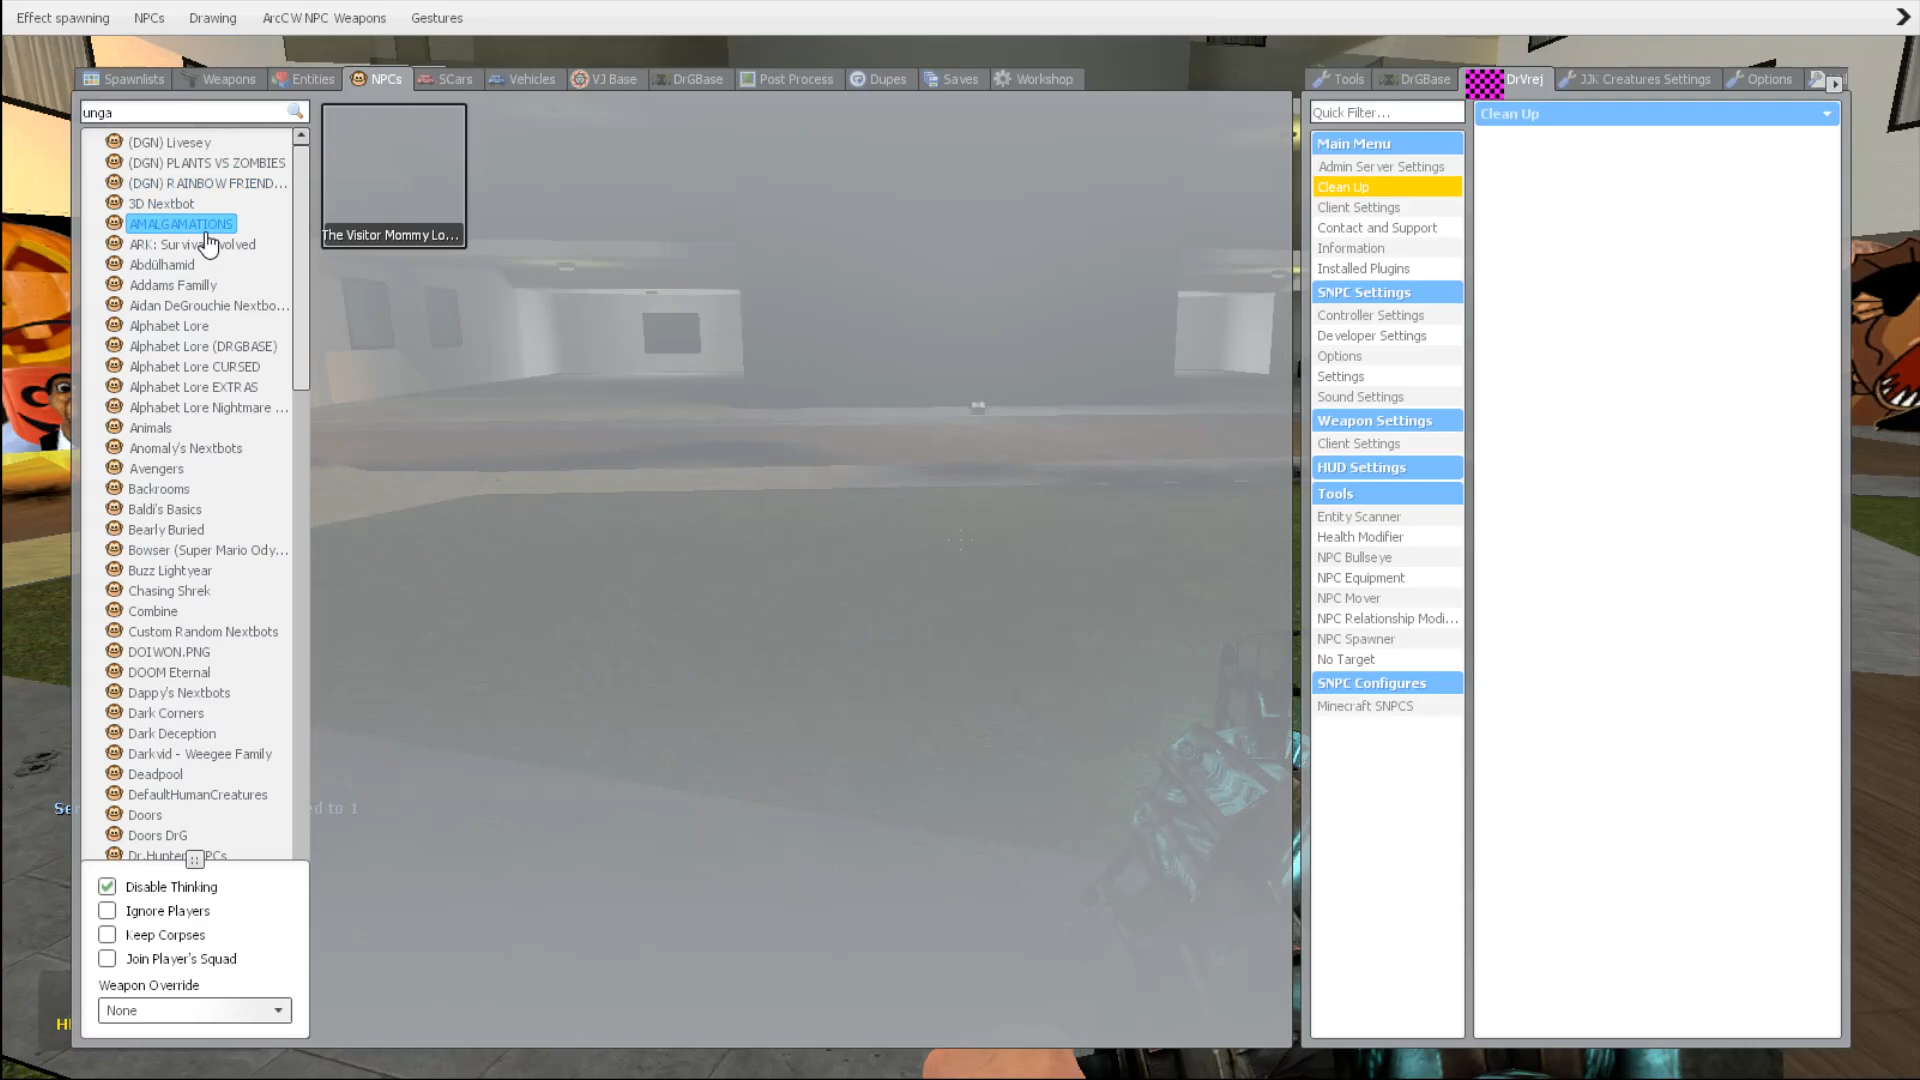 Effect spawning NPCs Drawing ArcCW NPC Weapons Gestures
Spawnlists Weapons Entities NPCs SCars Vehicles VJ Base DrGBase Post Process Dupes Saves Workshop
Tools DrGBase DrVrej JJK Creatures Settings Options
unga
(DGN) Livesey
(DGN) PLANTS VS ZOMBIES
(DGN) RAINBOW FRIEND...
3D Nextbot
AMALGAMATIONS
Abdülhamid
Addams Familly
Aidan DeGrouchie Nextbo...
Alphabet Lore
Alphabet Lore (DRGBASE)
Alphabet Lore CURSED
Alphabet Lore EXTRAS
Alphabet Lore Nightmare ...
Animals
Anomaly's Nextbots
Avengers
Backrooms
Baldi's Basics
Bearly Buried
Bowser (Super Mario Ody...
Buzz Lightyear
Chasing Shrek
Combine
Custom Random Nextbots
DOIWON.PNG
DOOM Eternal
Dappy's Nextbots
Dark Corners
Dark Deception
Darkvid - Weegee Family
Deadpool
DefaultHumanCreatures
Doors
Doors DrG
Disable Thinking
Ignore Players
Keep Corpses
Join Player's Squad
Weapon Override
None
The Visitor Mommy Lo...
ed to 1
Quick Filter...
Main Menu
Admin Server Settings
Clean Up
Client Settings
Contact and Support
Information
Installed Plugins
SNPC Settings
Controller Settings
Developer Settings
Options
Settings
Sound Settings
Weapon Settings
Client Settings
HUD Settings
Tools
Entity Scanner
Health Modifier
NPC Bullseye
NPC Equipment
NPC Mover
NPC Relationship Modi...
NPC Spawner
No Target
SNPC Configures
Minecraft SNPCS
Clean Up